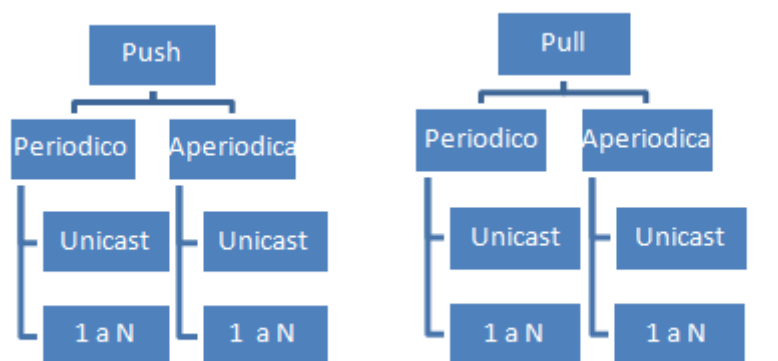 Push
Periodico
Aperiodica
Unicast
Unicast
1 a N
1 a N
Pull
Periodico
Aperiodica
Unicast
Unicast
1 a N
1 a N